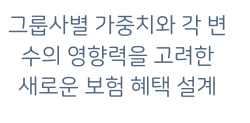 그룹사별 가중치와 각 변
수의 영향력을 고려한
새로운 보험 혜택 설계